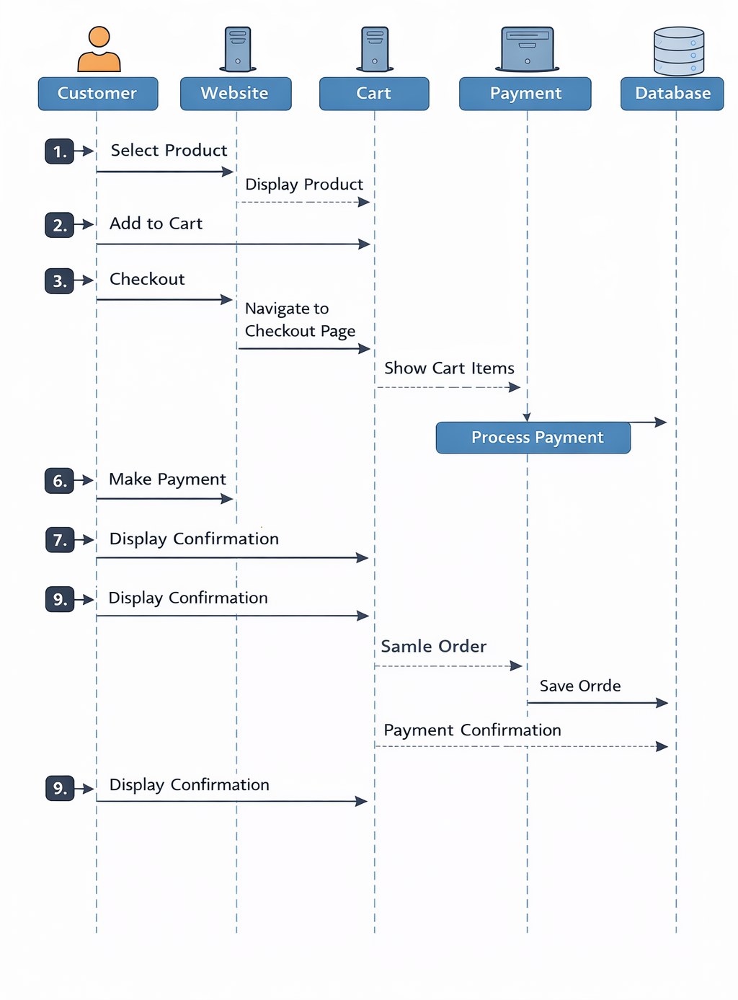 Customer
Website
Cart
Payment
Database
1. Select Product
Display Product
2. Add to Cart
3. Checkout
Navigate to
Checkout Page
Show Cart Items
Process Payment
6. Make Payment
7. Display Confirmation
9. Display Confirmation
Samle Order
Save Orrde
Payment Confirmation
9. Display Confirmation